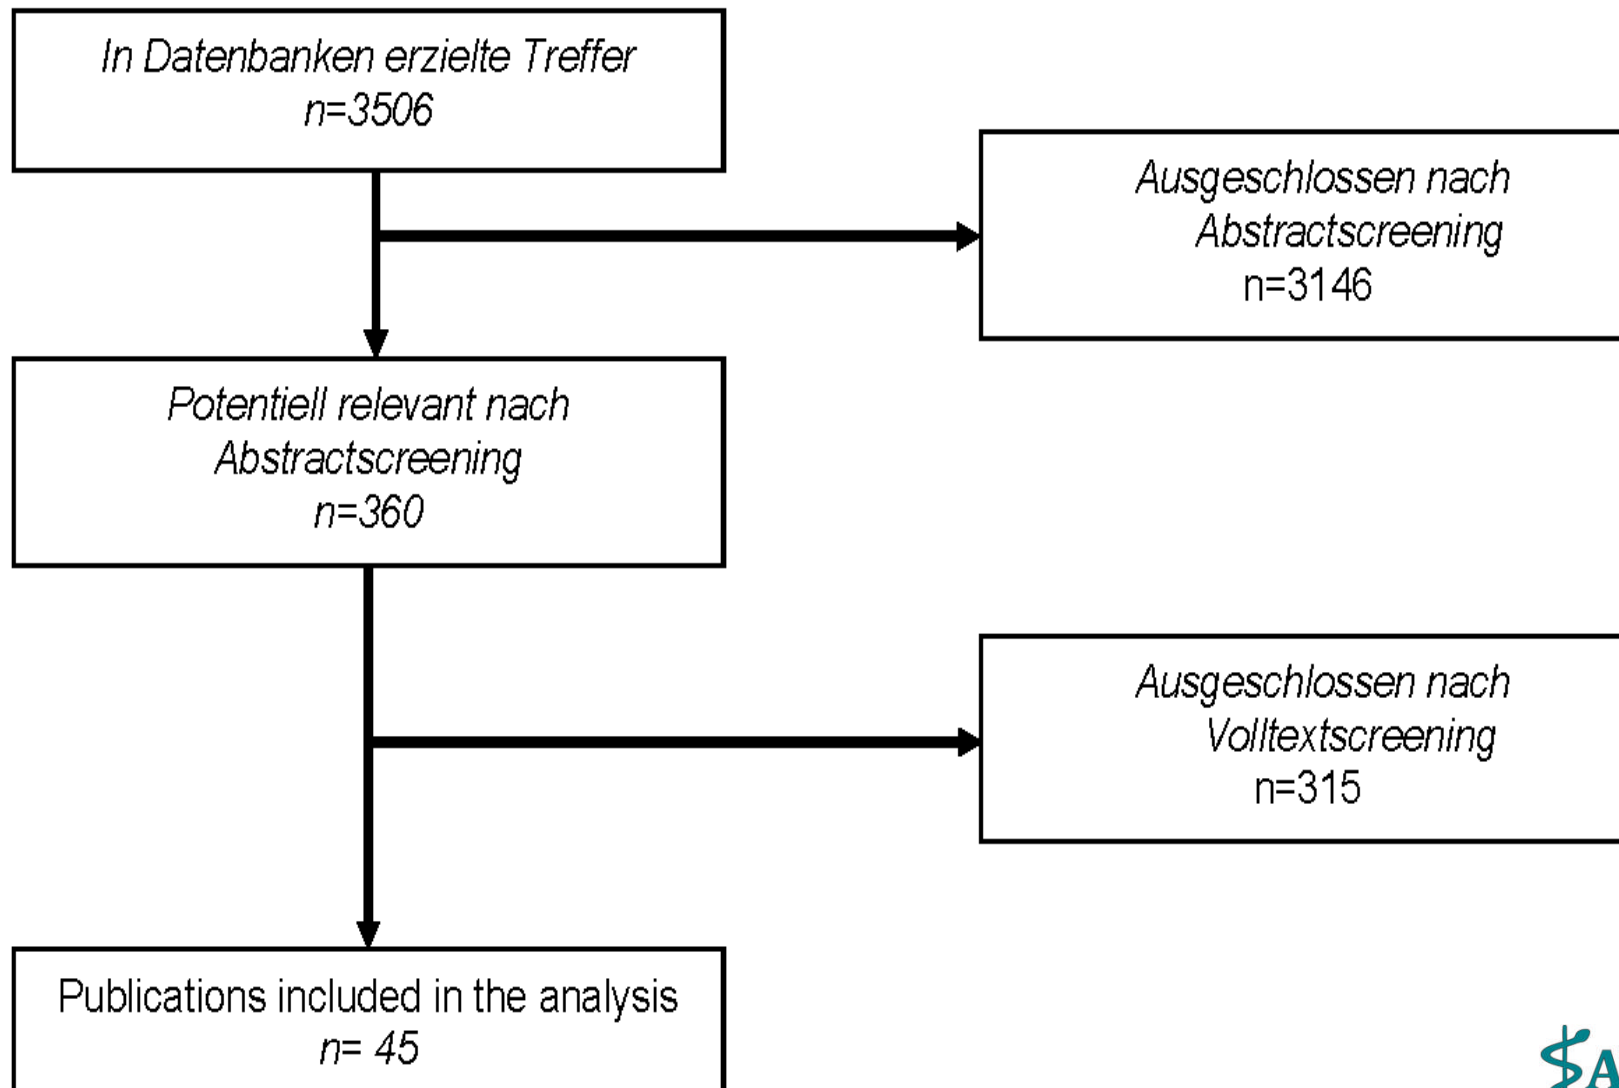 In Datenbanken erzielte Treffer
n=3506
Ausgeschlossen nach
Abstractscreening
n=3146
Potentiell relevant nach
Abstractscreening
n=360
Ausgeschlossen nach
Volltextscreening
n=315
Publications included in the analysis
n= 45
A